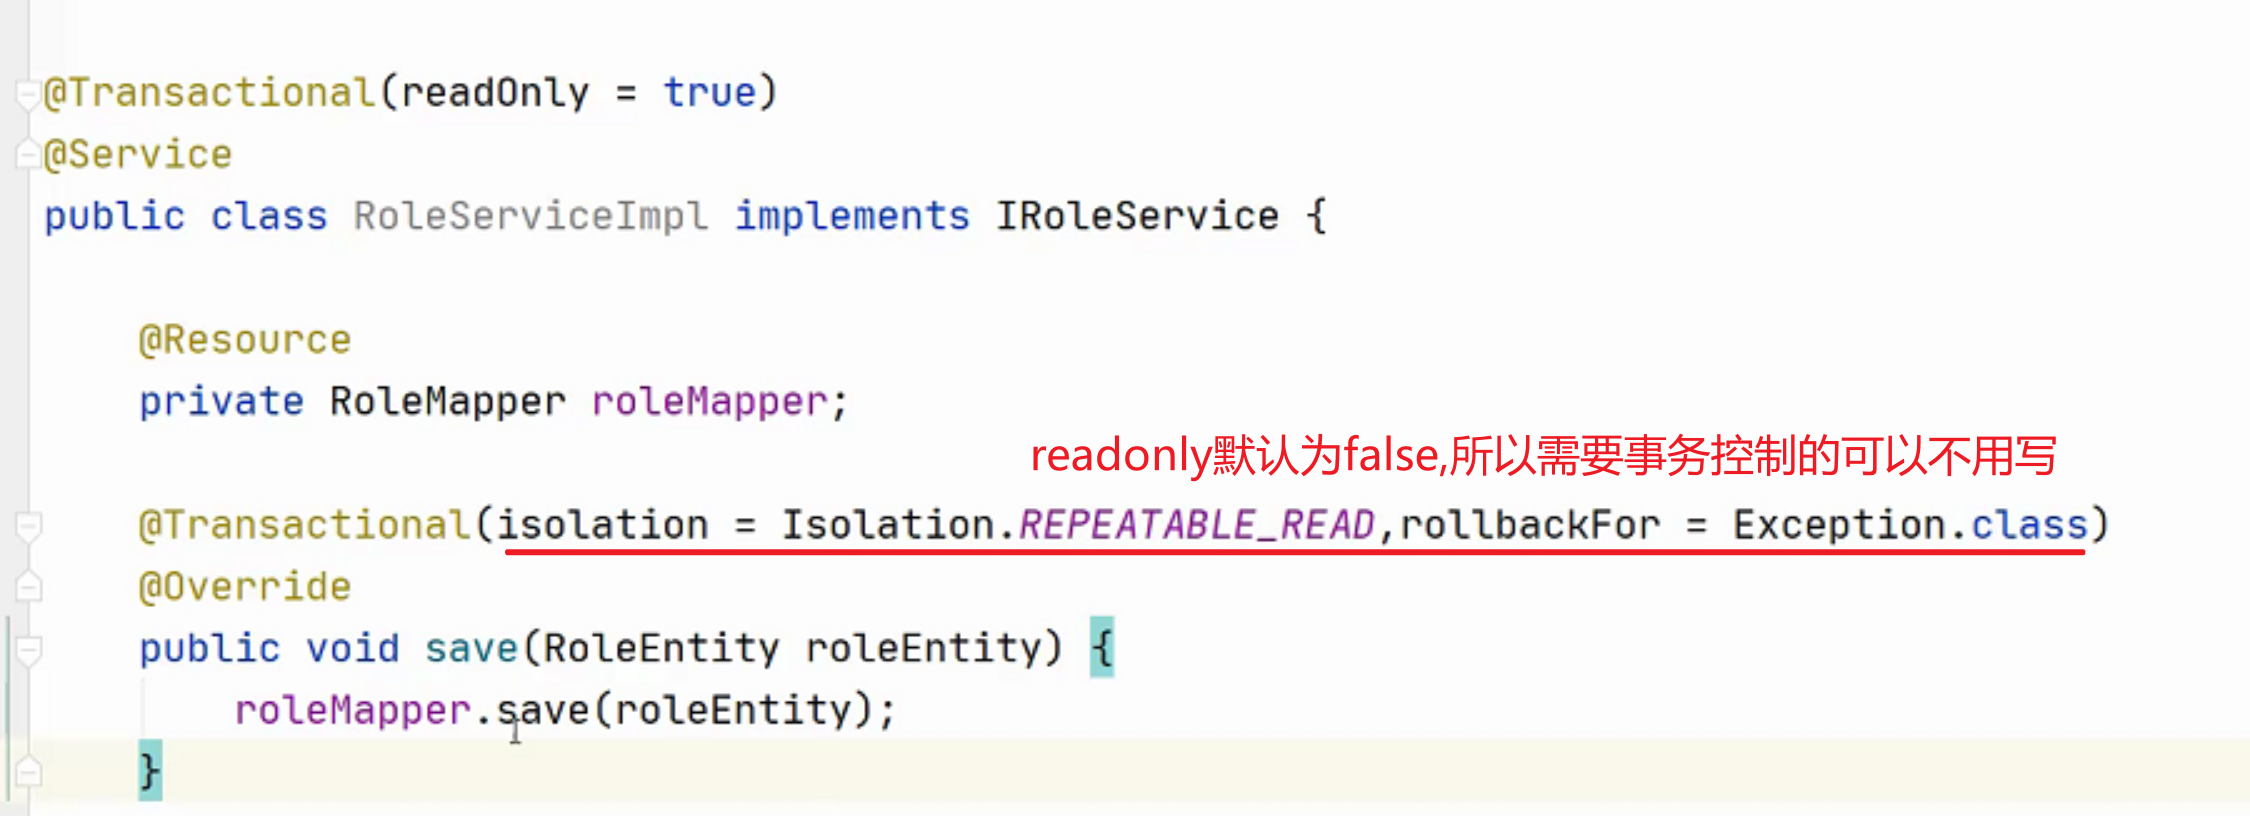 @Transactional(readOnly = true)
@Service
public class RoleServiceImpl implements IRoleService {
@Resource
private RoleMapper roleMapper;
readonly默认为false,所以需要事务控制的可以不用写
@Transactional(isolation = Isolation.REPEATABLE_READ,rollbackFor = Exception.class)
@Override
public void save(RoleEntity roleEntity) {
roleMapper.save(roleEntity);
}